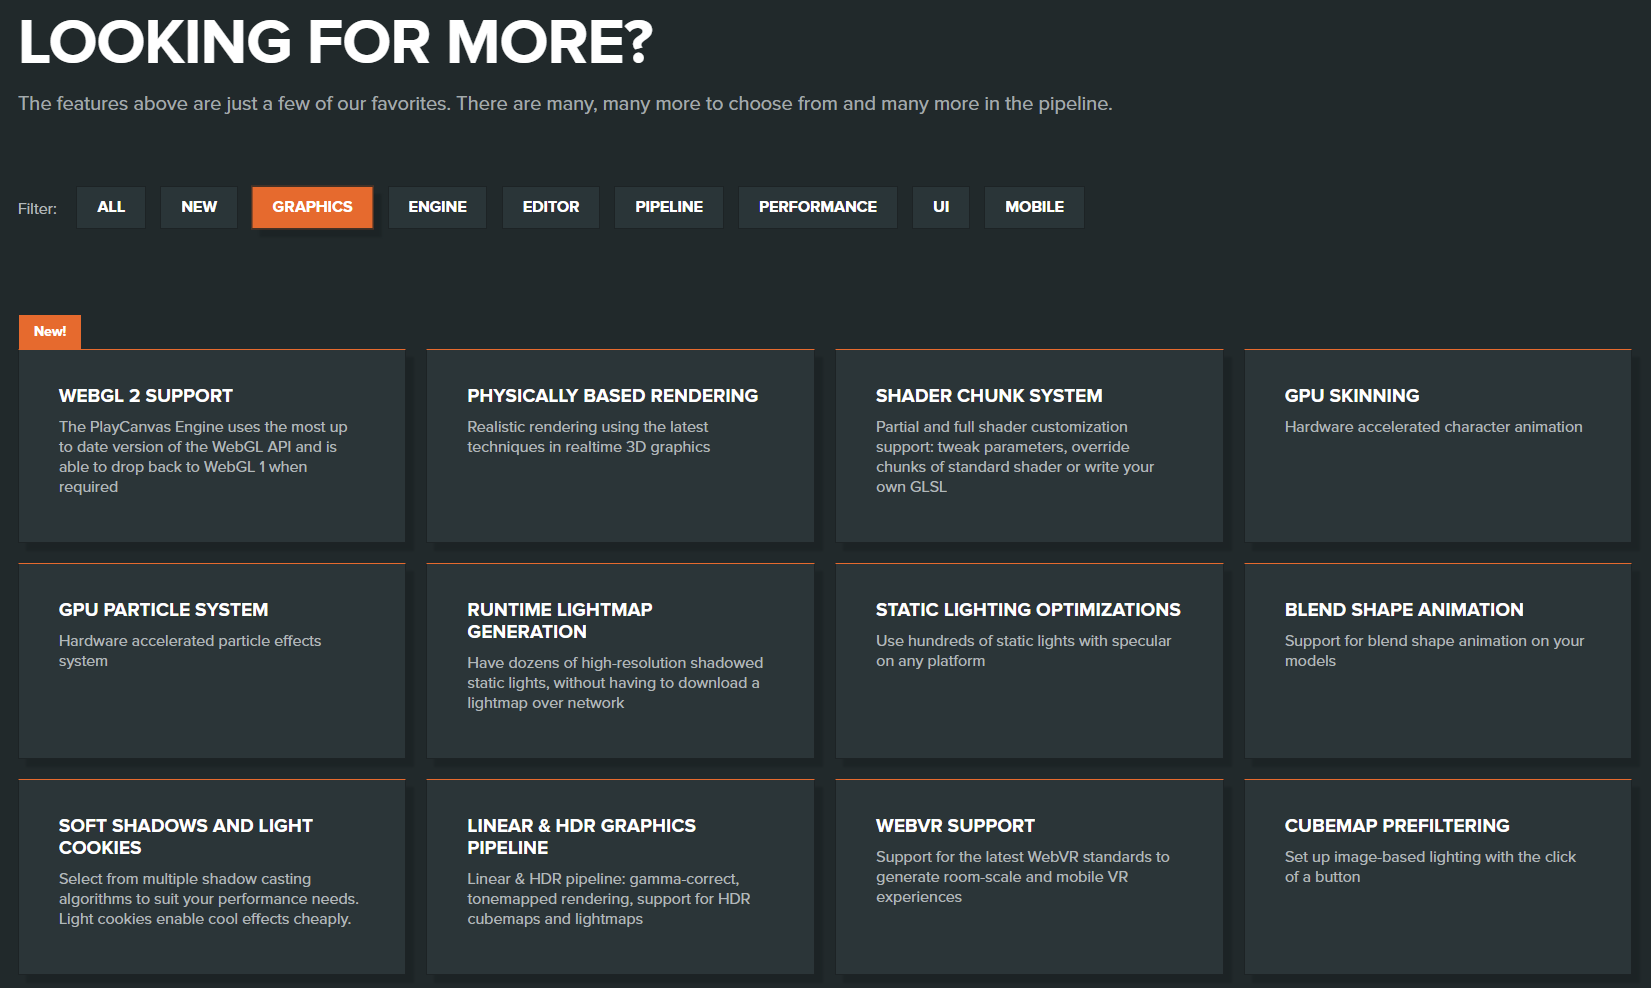 LOOKING FOR MORE?
The features above are just a few of our favorites. There are many, many more to choose from and many more in the pipeline.
Filter: ALL NEW GRAPHICS ENGINE EDITOR PIPELINE PERFORMANCE UI MOBILE
New!
WEBGL 2 SUPPORT
The PlayCanvas Engine uses the most up
to date version of the WebGL API and is
able to drop back to WebGL 1 when
required
PHYSICALLY BASED RENDERING
Realistic rendering using the latest
techniques in realtime 3D graphics
SHADER CHUNK SYSTEM
Partial and full shader customization
support: tweak parameters, override
chunks of standard shader or write your
own GLSL
GPU SKINNING
Hardware accelerated character animation
GPU PARTICLE SYSTEM
Hardware accelerated particle effects
system
RUNTIME LIGHTMAP
GENERATION
Have dozens of high-resolution shadowed
static lights, without having to download a
lightmap over network
STATIC LIGHTING OPTIMIZATIONS
Use hundreds of static lights with specular
on any platform
BLEND SHAPE ANIMATION
Support for blend shape animation on your
models
SOFT SHADOWS AND LIGHT
COOKIES
Select from multiple shadow casting
algorithms to suit your performance needs.
Light cookies enable cool effects cheaply.
LINEAR & HDR GRAPHICS
PIPELINE
Linear & HDR pipeline: gamma-correct,
tonemapped rendering, support for HDR
cubemaps and lightmaps
WEBVR SUPPORT
Support for the latest WebVR standards to
generate room-scale and mobile VR
experiences
CUBEMAP PREFILTERING
Set up image-based lighting with the click
of a button